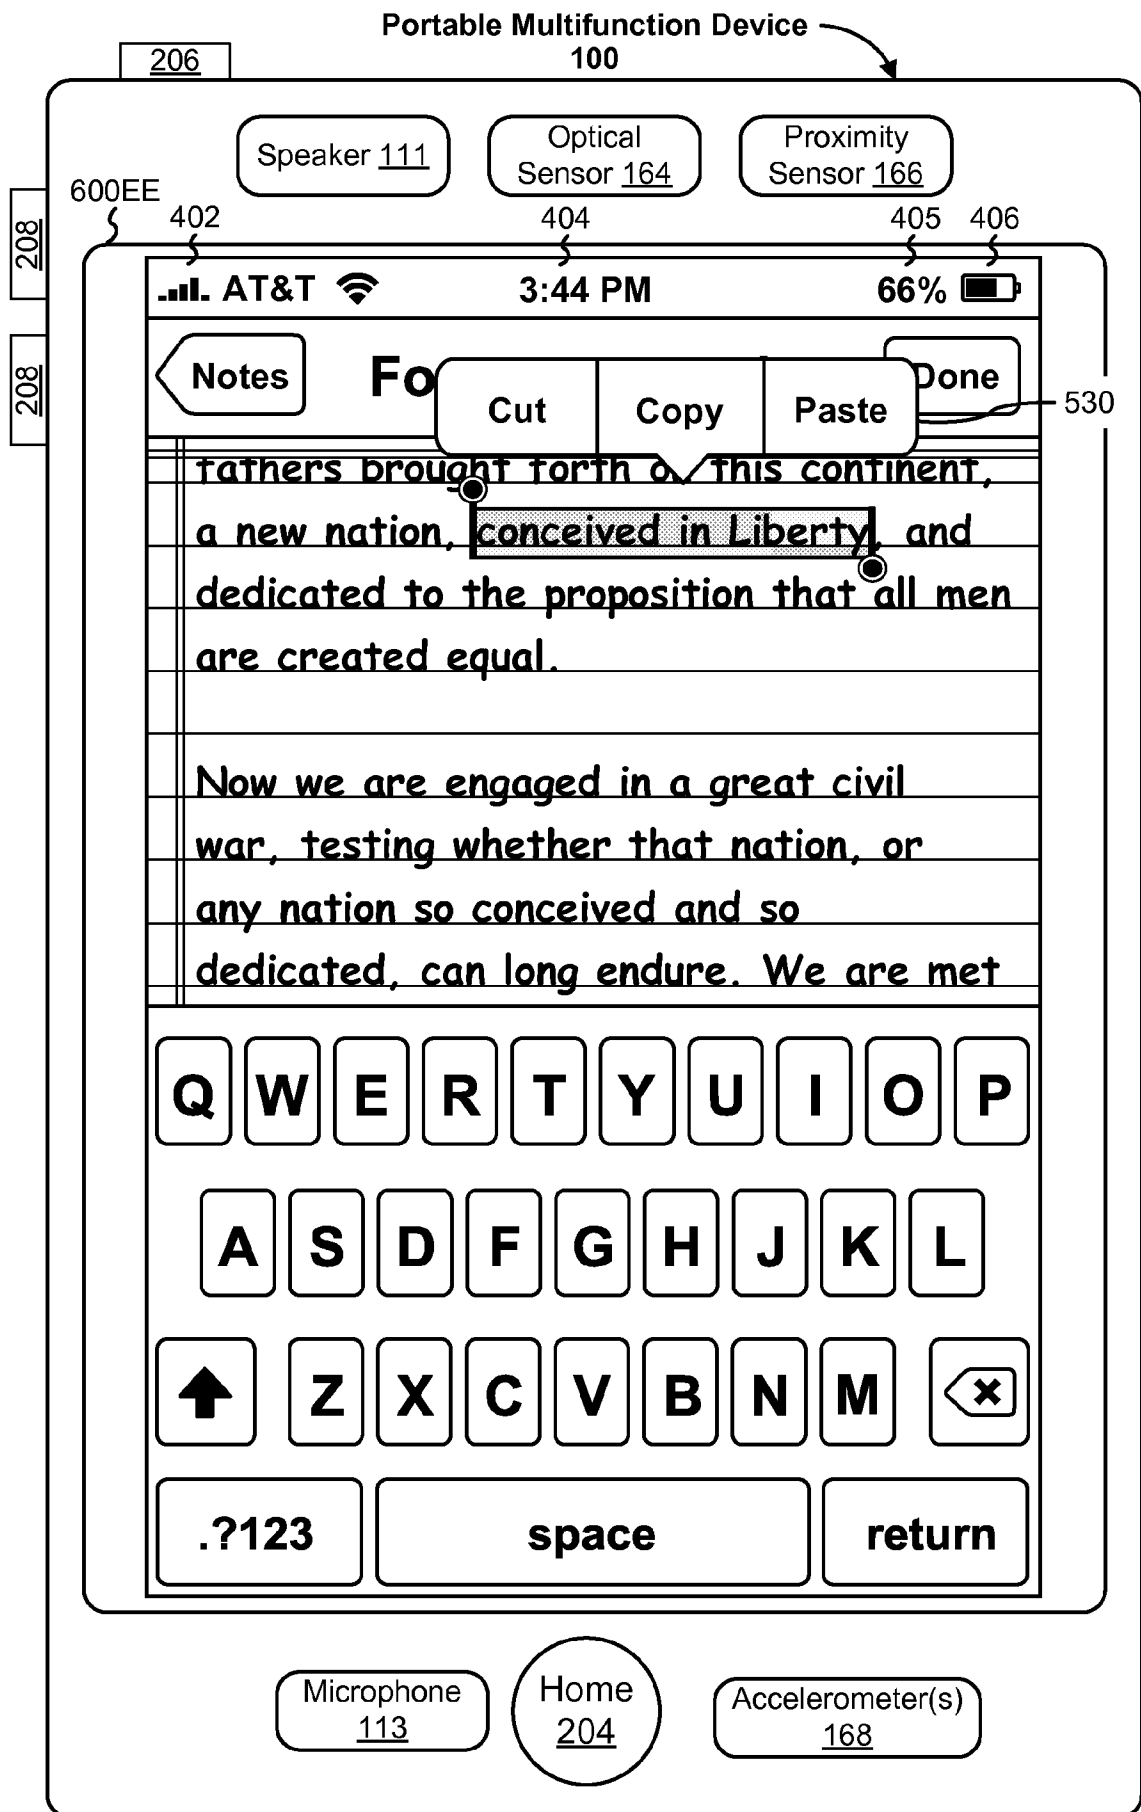 Portable Multifunction Device
100
206
Speaker 111
Optical
Sensor 164
Proximity
Sensor 166
600EE
402
404
405
406
208
AT&T
3:44 PM
66%
208
Notes
Fo
Done
Cut
Copy
Paste
530
fathers brought forth this continent,
a new nation, conceived in Liberty, and
dedicated to the proposition that all men
are created equal.
Now we are engaged in a great civil
war, testing whether that nation, or
any nation so conceived and so
dedicated, can long endure. We are met
Q W E R T Y U I O P
A S D F G H J K L
Z X C V B N M
.?123
space
return
Microphone
113
Home
204
Accelerometer(s)
168